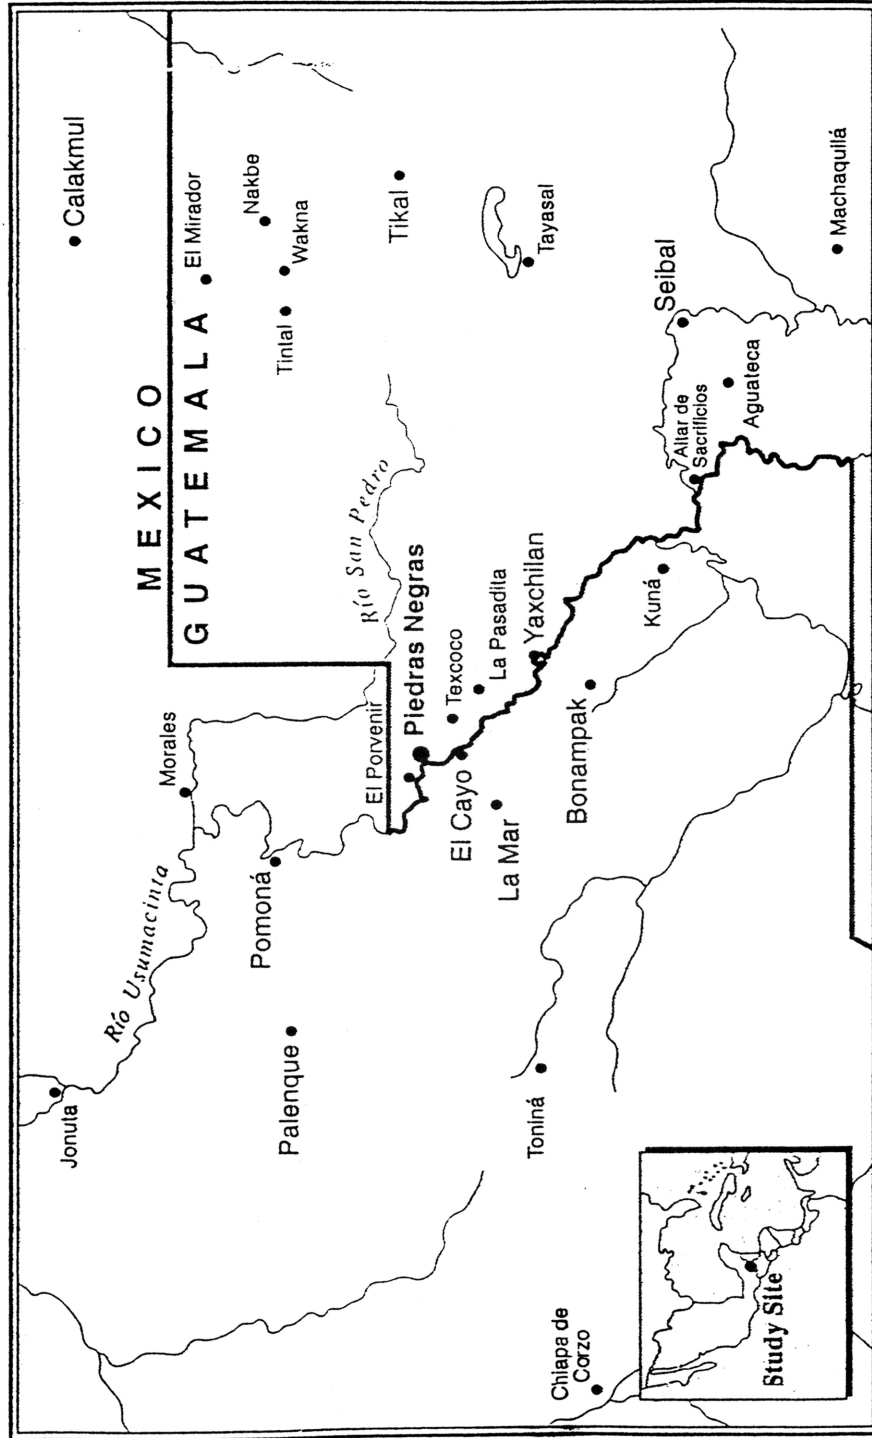 MEXICO
GUATEMALA
Calakmul
El Mirador
Nakbe
Wakna
Tintal
Tikal
Tayasal
Río San Pedro
Morales
Jonuta
Río Usumacinta
Pomoná
Palenque
El Porvenir
Piedras Negras
Texcoco
El Cayo
La Pasadita
La Mar
Yaxchilan
Bonampak
Kuná
Altar de
Sacrificios
Seibal
Aguateca
Machaquilá
Toniná
Chiapa de
Corzo
Study Site